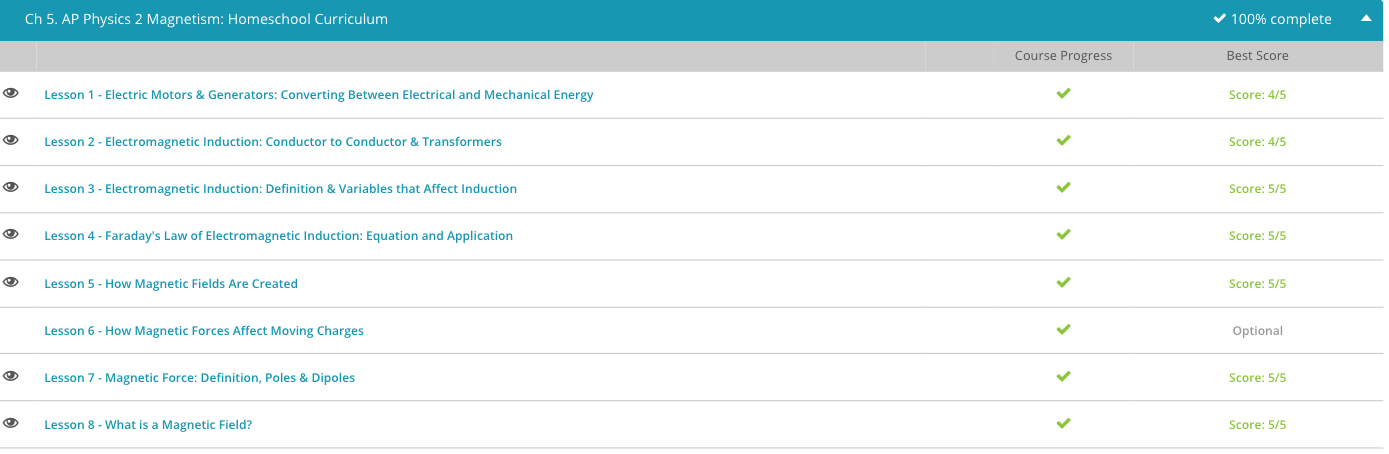 Ch 5. AP Physics 2 Magnetism: Homeschool Curriculum 100% complete
Course Progress Best Score
Lesson 1 - Electric Motors & Generators: Converting Between Electrical and Mechanical Energy Score: 4/5
Lesson 2 - Electromagnetic Induction: Conductor to Conductor & Transformers Score: 4/5
Lesson 3 - Electromagnetic Induction: Definition & Variables that Affect Induction Score: 5/5
Lesson 4 - Faraday's Law of Electromagnetic Induction: Equation and Application Score: 5/5
Lesson 5 - How Magnetic Fields Are Created Score: 5/5
Lesson 6 - How Magnetic Forces Affect Moving Charges Optional
Lesson 7 - Magnetic Force: Definition, Poles & Dipoles Score: 5/5
Lesson 8 - What is a Magnetic Field? Score: 5/5